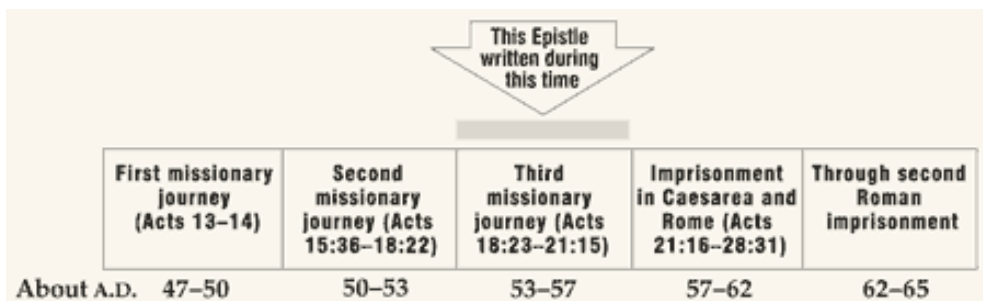 This Epistle
written during
this time
First missionary
journey
(Acts 13–14)
Second
missionary
journey (Acts
15:36–18:22)
Third
missionary
journey (Acts
18:23–21:15)
Imprisonment
in Caesarea and
Rome (Acts
21:16–28:31)
Through second
Roman
imprisonment
About A.D. 47–50 50–53 53–57 57–62 62–65